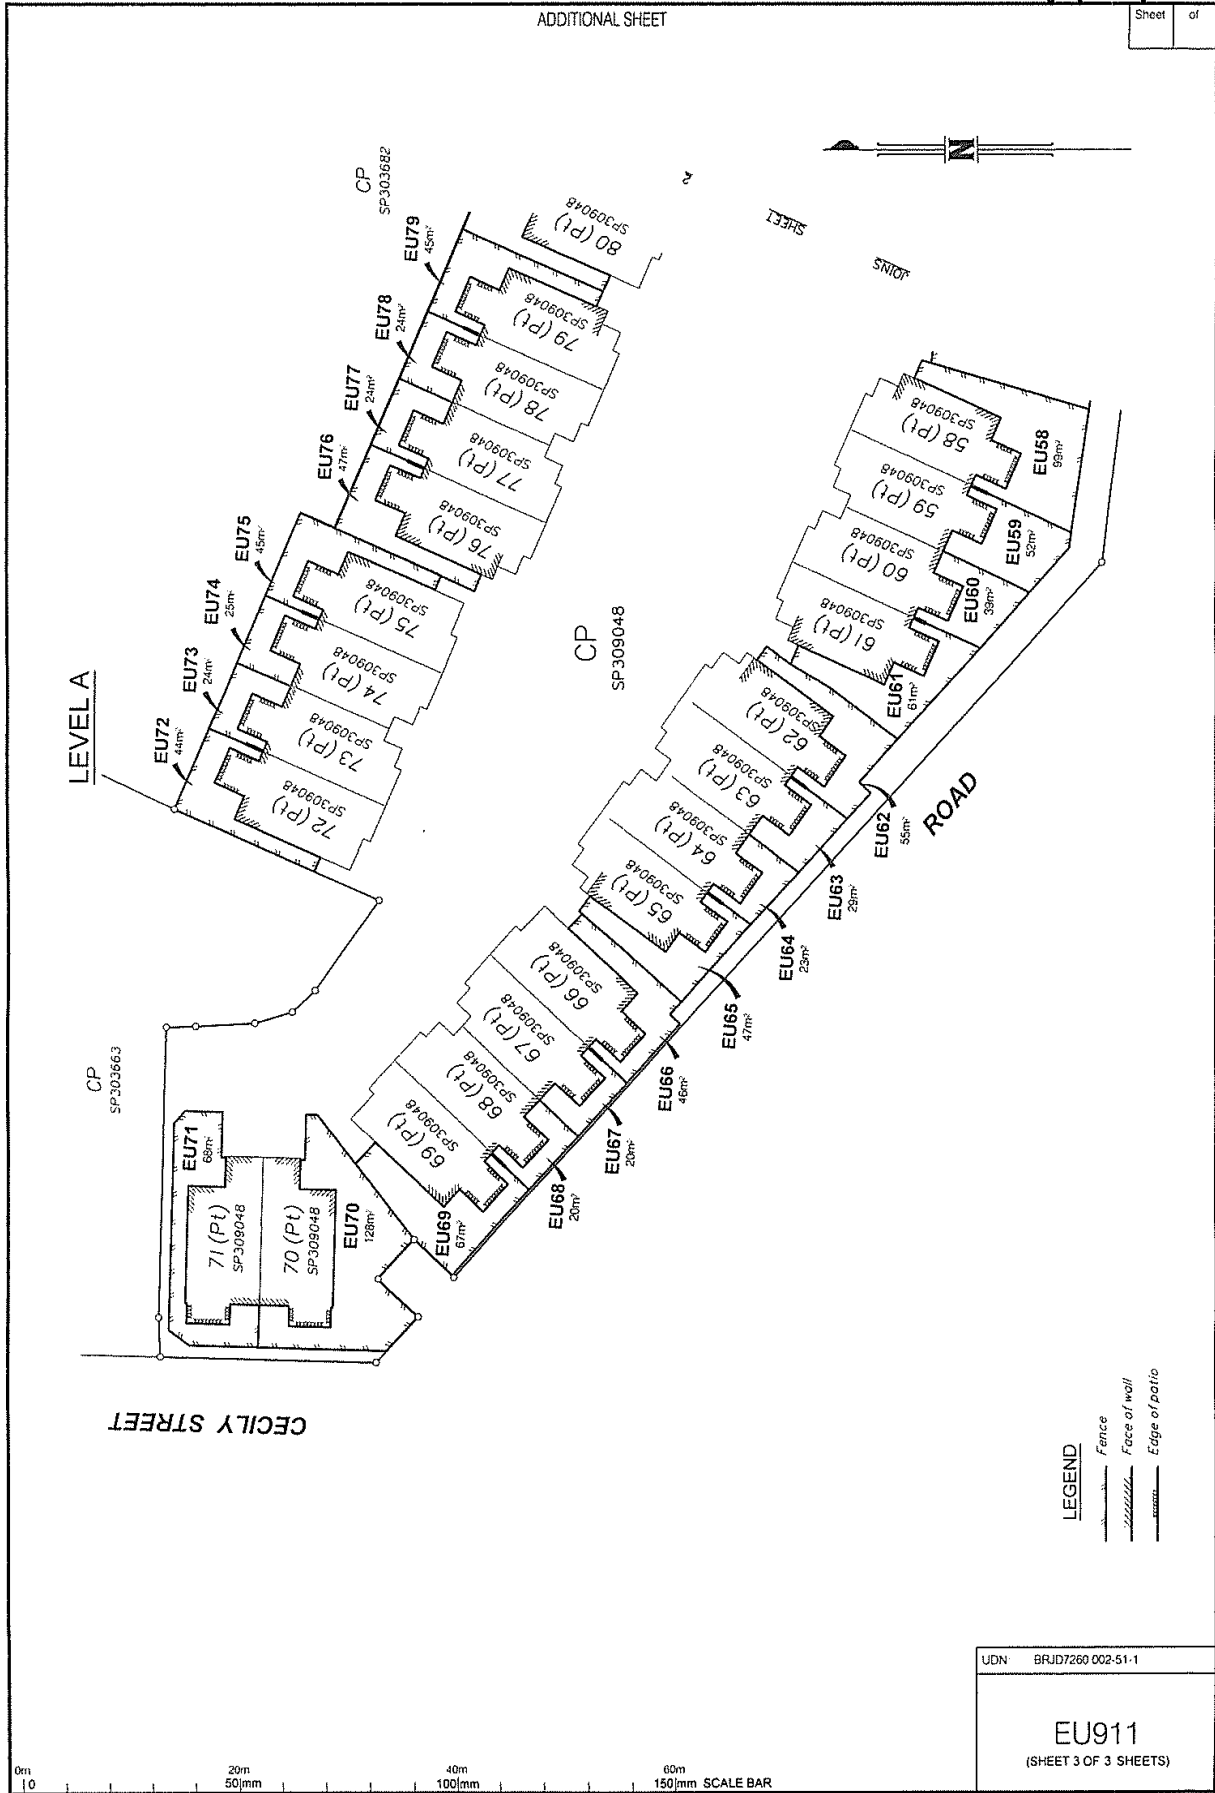 ADDITIONAL SHEET
Sheet of
LEVEL A
CP
SP303682
N
2
SHEET
JOINS
EU79
45m²
EU78
24m²
EU77
24m²
EU76
47m²
EU75
45m²
EU74
25m²
EU73
24m²
EU72
44m²
80 (Pt)
SP309048
79 (Pt)
SP309048
78 (Pt)
SP309048
77 (Pt)
SP309048
76 (Pt)
SP309048
75 (Pt)
SP309048
74 (Pt)
SP309048
73 (Pt)
SP309048
72 (Pt)
SP309048
CP
SP309048
58 (Pt)
SP309048
59 (Pt)
SP309048
60 (Pt)
SP309048
61 (Pt)
SP309048
62 (Pt)
SP309048
63 (Pt)
SP309048
64 (Pt)
SP309048
65 (Pt)
SP309048
66 (Pt)
SP309048
67 (Pt)
SP309048
68 (Pt)
SP309048
69 (Pt)
SP309048
EU58
99m²
EU59
52m²
EU60
39m²
EU61
61m²
EU62
55m²
EU63
29m²
EU64
23m²
EU65
47m²
EU66
46m²
EU67
20m²
EU68
20m²
EU69
67m²
ROAD
CP
SP303663
EU71
68m²
71 (Pt)
SP309048
70 (Pt)
SP309048
EU70
128m²
CECILY STREET
LEGEND
Fence
Face of wall
Edge of patio
UDN: BRJD7260 002-51-1
EU911
(SHEET 3 OF 3 SHEETS)
0m 20m 40m 60m
0 50mm 100mm 150mm SCALE BAR